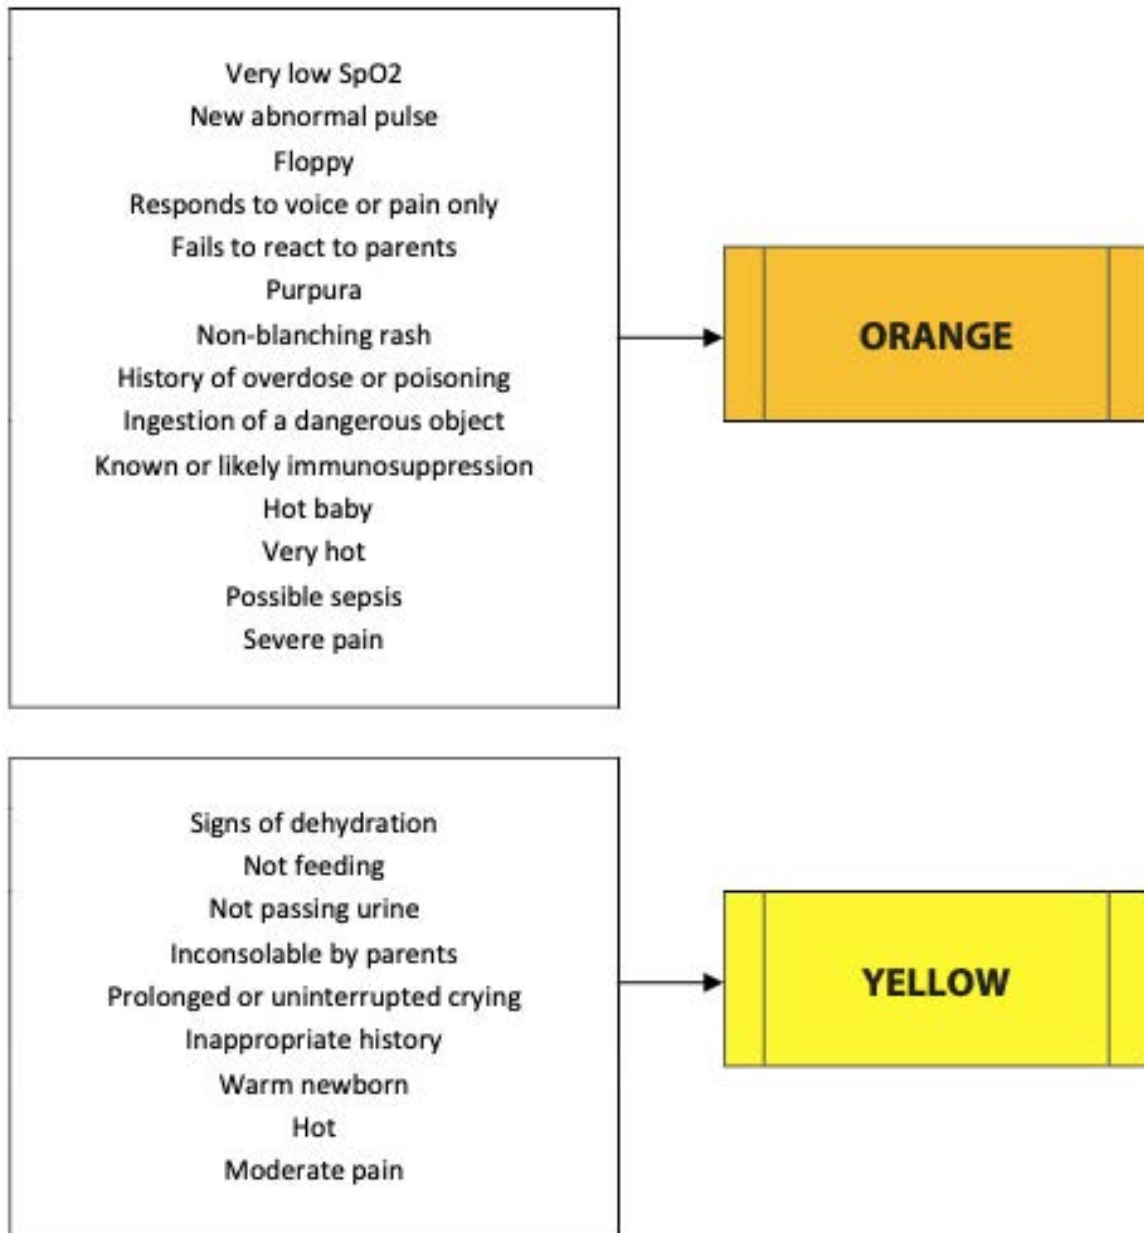 Very low SpO2
New abnormal pulse
Floppy
Responds to voice or pain only
Fails to react to parents
Purpura
Non-blanching rash
History of overdose or poisoning
Ingestion of a dangerous object
Known or likely immunosuppression
Hot baby
Very hot
Possible sepsis
Severe pain
ORANGE
Signs of dehydration
Not feeding
Not passing urine
Inconsolable by parents
Prolonged or uninterrupted crying
Inappropriate history
Warm newborn
Hot
Moderate pain
YELLOW